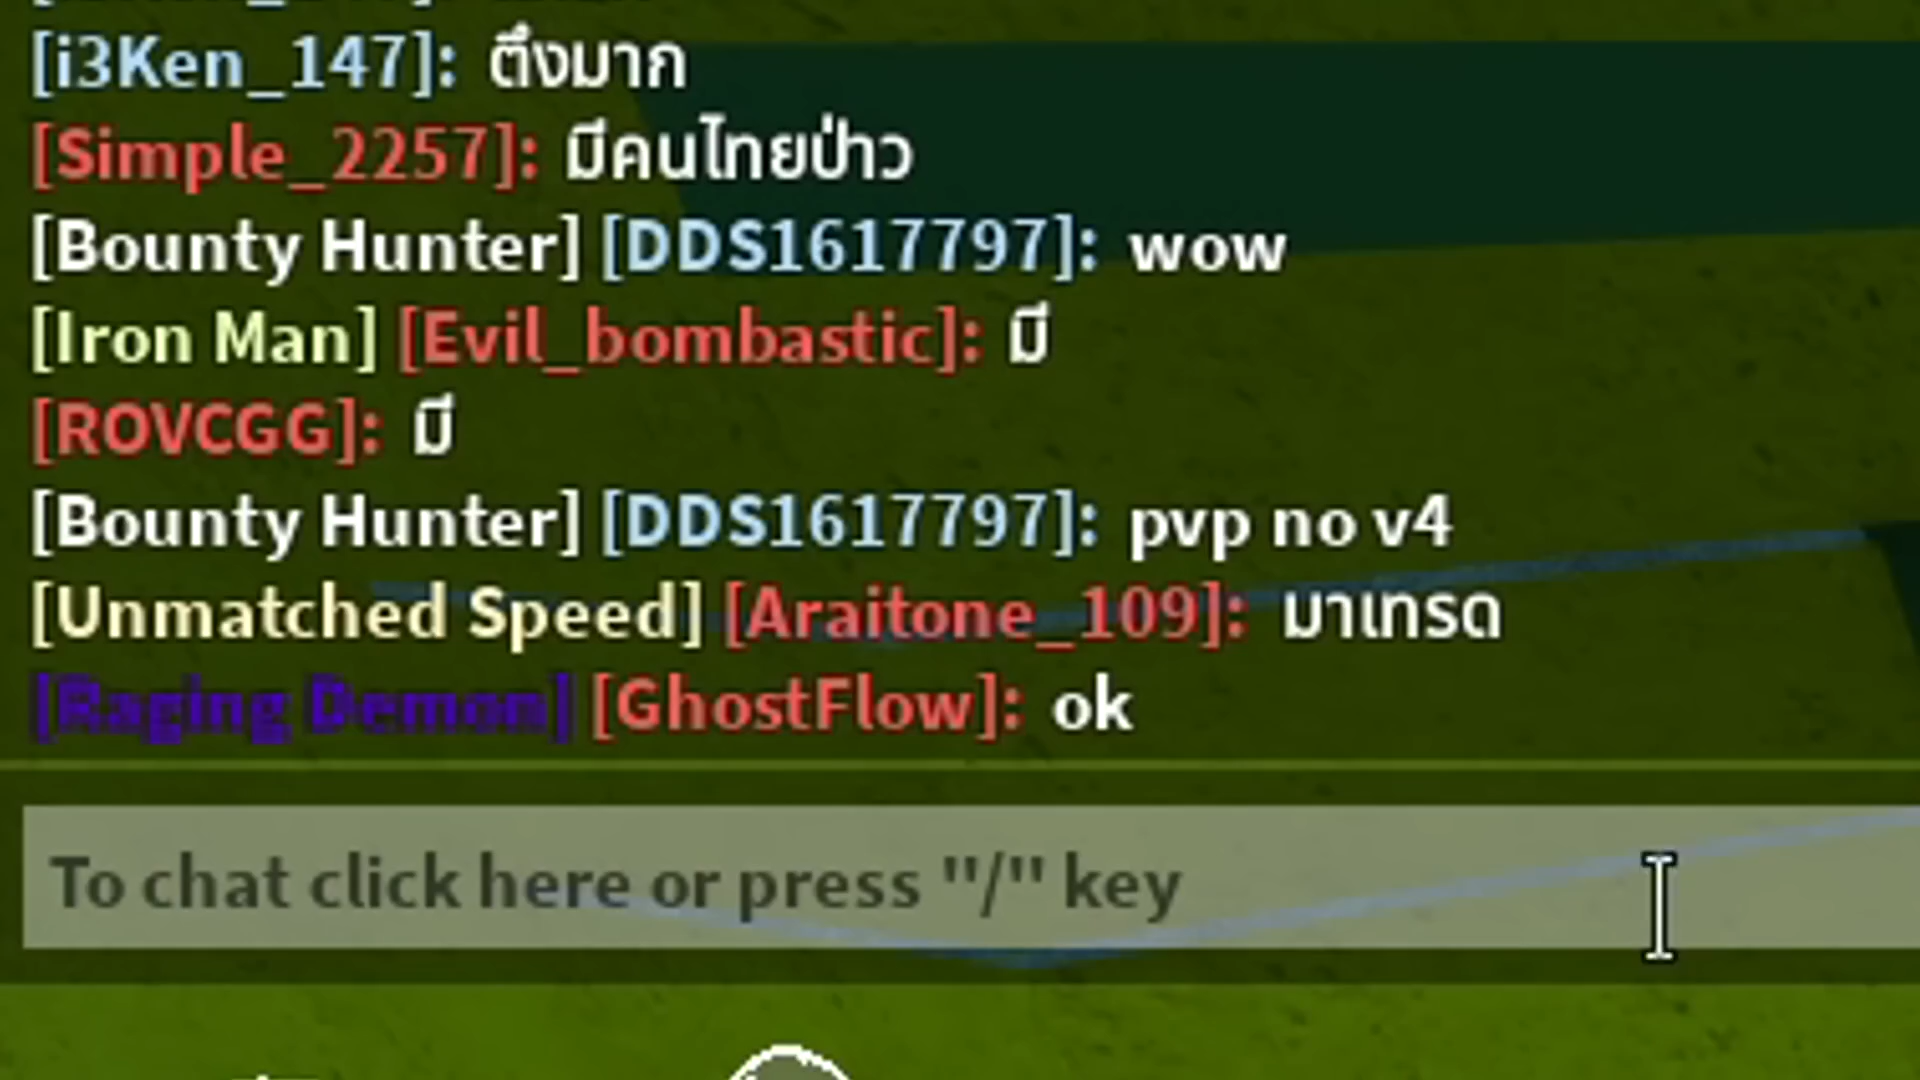 [i3Ken_147]: ตึงมาก
[Simple_2257]: มีคนไทยป่าว
[Bounty Hunter] [DDS1617797]: wow
[Iron Man] [Evil_bombastic]: มี
[ROVCGG]: มี
[Bounty Hunter] [DDS1617797]: pvp no v4
[Unmatched Speed] [Araitone_109]: มาเทรด
[Raging Demon] [GhostFlow]: ok
To chat click here or press "/" key